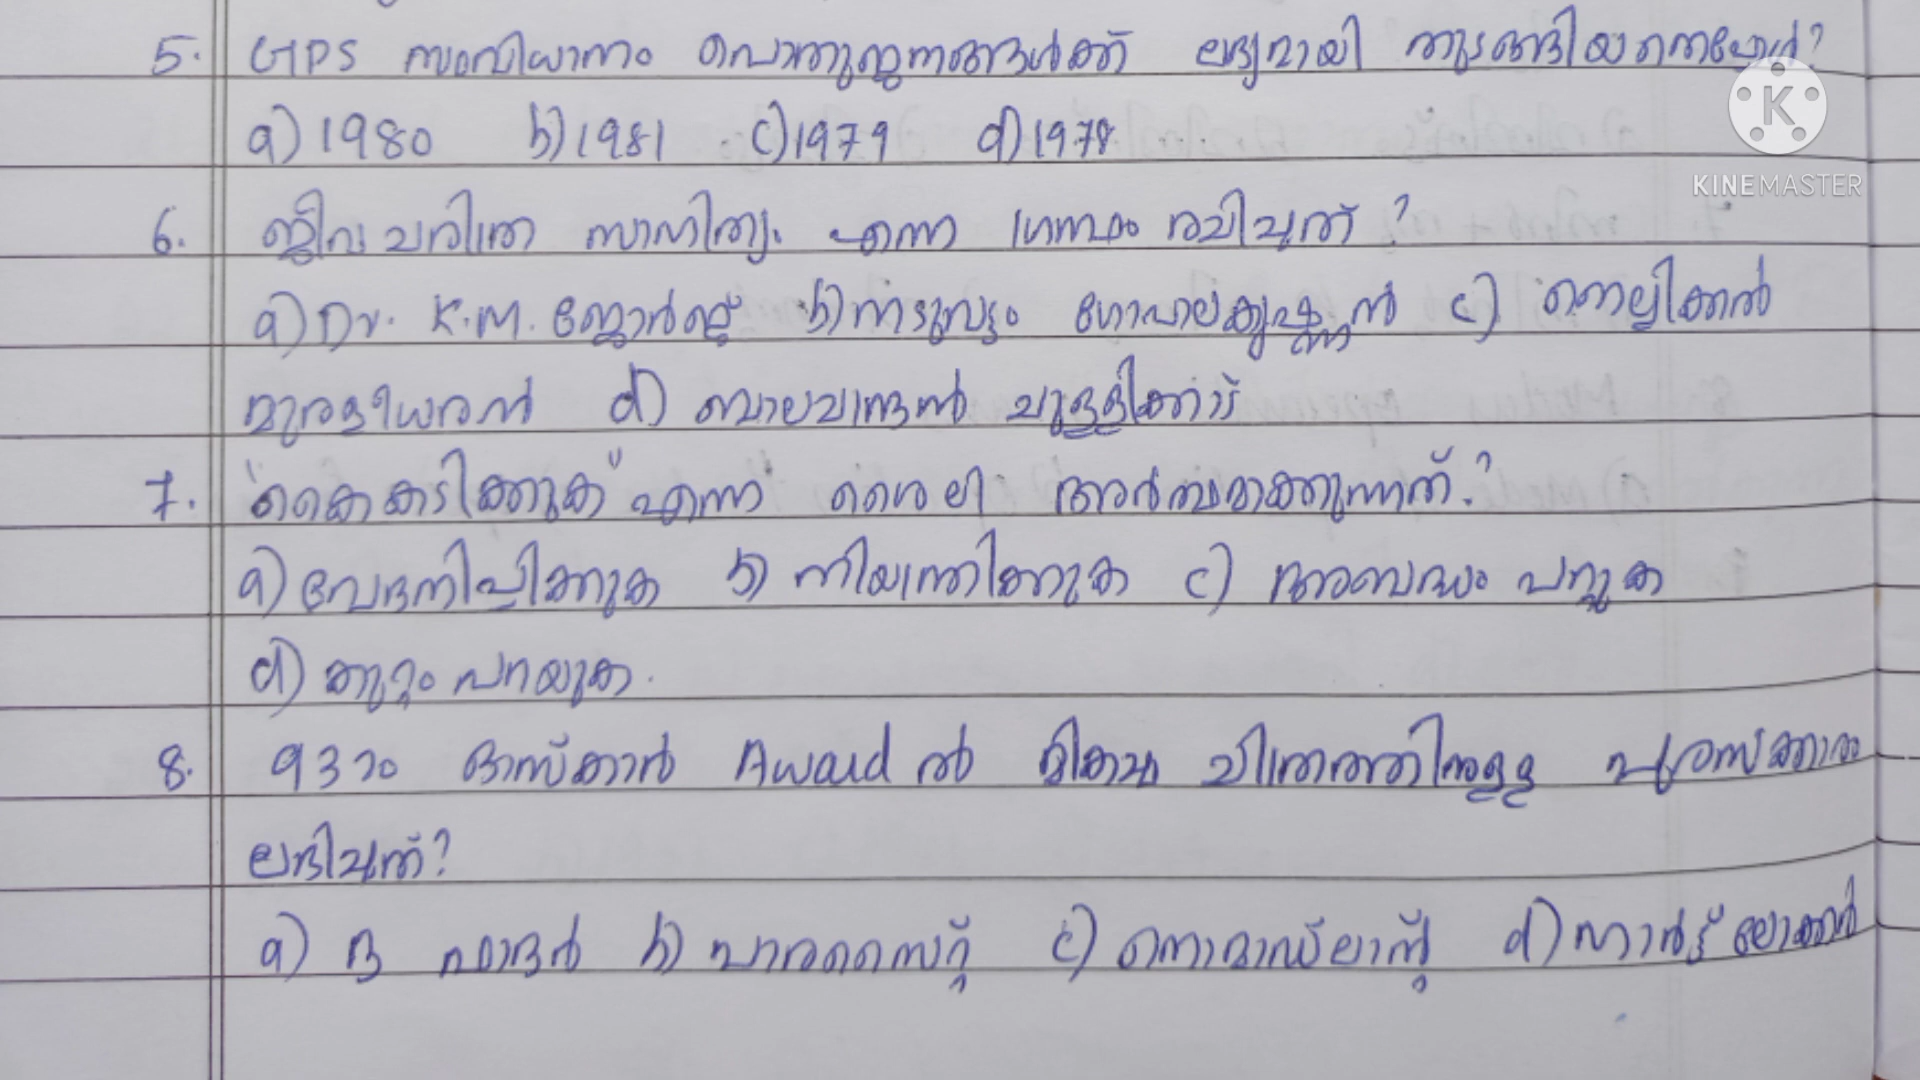 5. GPS സംവിധാനം പൊതുജനങ്ങൾക്ക് ലഭ്യമായി തുടങ്ങിയതെപ്പോൾ?
a) 1980 b) 1981 c) 1979 d) 1978
KINEMASTER
6. ജീവചരിത്ര സാഹിത്യം എന്ന ഗ്രന്ഥം രചിച്ചത്?
a) Dr. K.M. ജോർജ്ജ് b) നടുവട്ടം ഗോപാലകൃഷ്ണൻ c) നെല്ലിക്കൽ
മുരളീധരൻ d) ബാലചന്ദ്രൻ ചുള്ളിക്കാട്
7. "കൈകടിക്കുക" എന്ന ശൈലി അർത്ഥമാക്കുന്നത്?
a) വേദനിപ്പിക്കുക b) നിയന്ത്രിക്കുക c) അബദ്ധം പറ്റുക
d) കുറ്റം പറയുക.
8. 93ാം ഓസ്കാർ Award ൽ മികച്ച ചിത്രത്തിനുള്ള പുരസ്ക്കാരം
ലഭിച്ചത്?
a) ദ ഫാദർ b) പാരസൈറ്റ് c) നൊമാഡ്ലാന്റ് d)